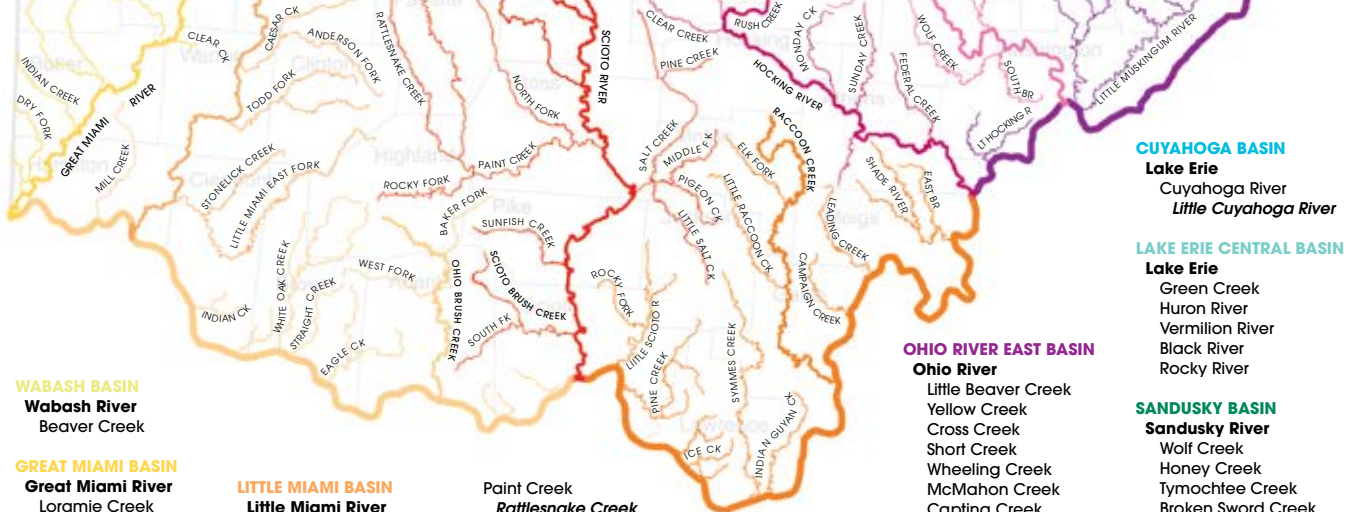 CAESAR CK
RATTLESNAKE CREEK
CLEAR CK
ANDERSON FORK
TODD FORK
INDIAN CREEK
DRY FORK
GREAT MIAMI RIVER
MILL CREEK
STONELICK CREEK
LITTLE MIAMI EAST FORK
ROCKY FORK
PAINT CREEK
NORTH FORK
SCIOTO RIVER
CLEAR CREEK
RUSH CREEK
PINE CREEK
MONDAY CK
SUNDAY CREEK
HOCKING RIVER
WOLF CREEK
FEDERAL CREEK
SOUTH BR
LITTLE MUSKINGUM RIVER
LT HOCKING R
SALT CREEK
MIDDLE FK
PIGEON CK
ELK FORK
RACCOON CREEK
LITTLE RACCOON CK
SHADE RIVER
EAST BR
LEADING CREEK
CAMPAIGN CREEK
LITTLE SALT CK
BAKER FORK
SUNFISH CREEK
SCIOTO BRUSH CREEK
SOUTH FK
OHIO BRUSH CREEK
WEST FORK
WHITE OAK CREEK
STRAIGHT CREEK
INDIAN CK
EAGLE CK
ROCKY FORK
LITTLE SCIOTO R
PINE CREEK
SYMMES CREEK
ICE CK
INDIAN GUYAN CK
Clinton
Highland
Pike
Lawrence
WABASH BASIN
Wabash River
Beaver Creek
GREAT MIAMI BASIN
Great Miami River
Loramie Creek
LITTLE MIAMI BASIN
Little Miami River
Paint Creek
Rattlesnake Creek
OHIO RIVER EAST BASIN
Ohio River
Little Beaver Creek
Yellow Creek
Cross Creek
Short Creek
Wheeling Creek
McMahon Creek
Captina Creek
CUYAHOGA BASIN
Lake Erie
Cuyahoga River
Little Cuyahoga River
LAKE ERIE CENTRAL BASIN
Lake Erie
Green Creek
Huron River
Vermilion River
Black River
Rocky River
SANDUSKY BASIN
Sandusky River
Wolf Creek
Honey Creek
Tymochtee Creek
Broken Sword Creek